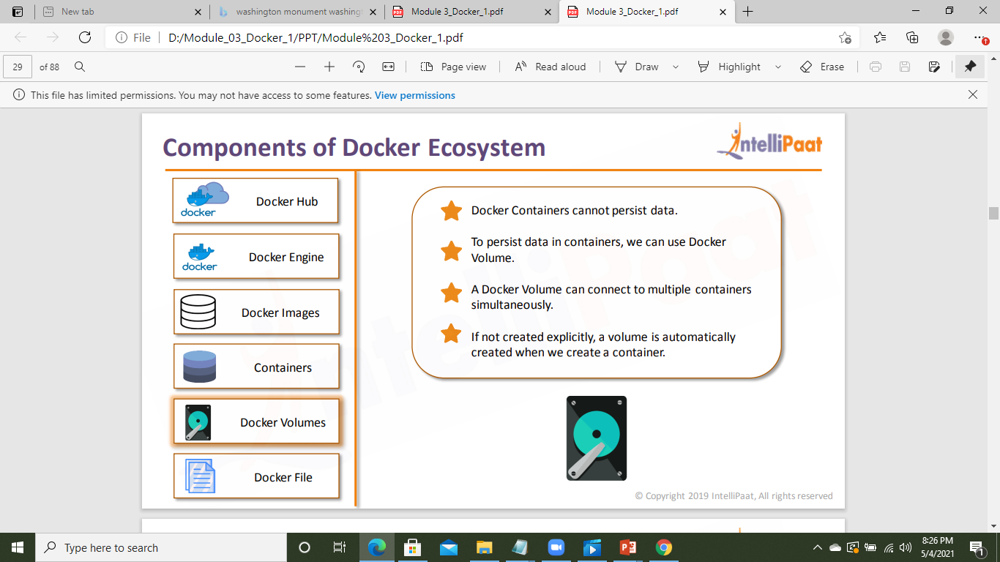 New tab
washington monument washing
Module 3_Docker_1.pdf
Module 3_Docker_1.pdf
File
D:/Module_03_Docker_1/PPT/Module%203_Docker_1.pdf
29 of 88
Page view
Read aloud
Draw
Highlight
Erase
This file has limited permissions. You may not have access to some features. View permissions
Components of Docker Ecosystem
IntelliPaat
docker
Docker Hub
docker
Docker Engine
Docker Images
Containers
Docker Volumes
Docker File
Docker Containers cannot persist data.
To persist data in containers, we can use Docker
Volume.
A Docker Volume can connect to multiple containers
simultaneously.
If not created explicitly, a volume is automatically
created when we create a container.
IntelliPaat
© Copyright 2019 IntelliPaat, All rights reserved
Type here to search
8:26 PM
5/4/2021
1